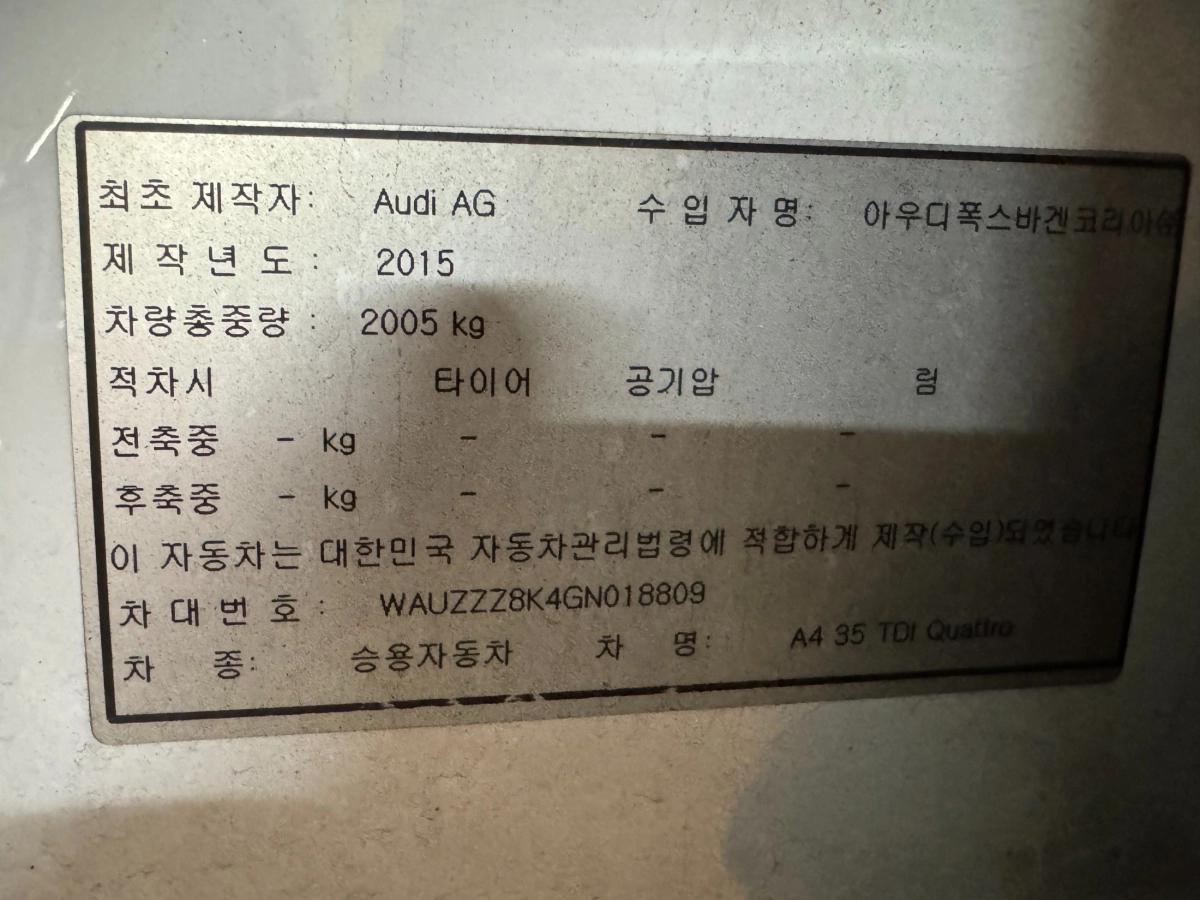 최초 제작자: Audi AG 수 입 자 명: 아우디폭스바겐코리아㈜
제 작 년 도 : 2015
차량총중량 : 2005 kg
적차시 타이어 공기압 림
전축중 - kg - - -
후축중 - kg - - -
이 자동차는 대한민국 자동차관리법령에 적합하게 제작(수입)되었습니다
차 대 번 호 : WAUZZZ8K4GN018809
차 종: 승용자동차 차 명: A4 35 TDI Quattro